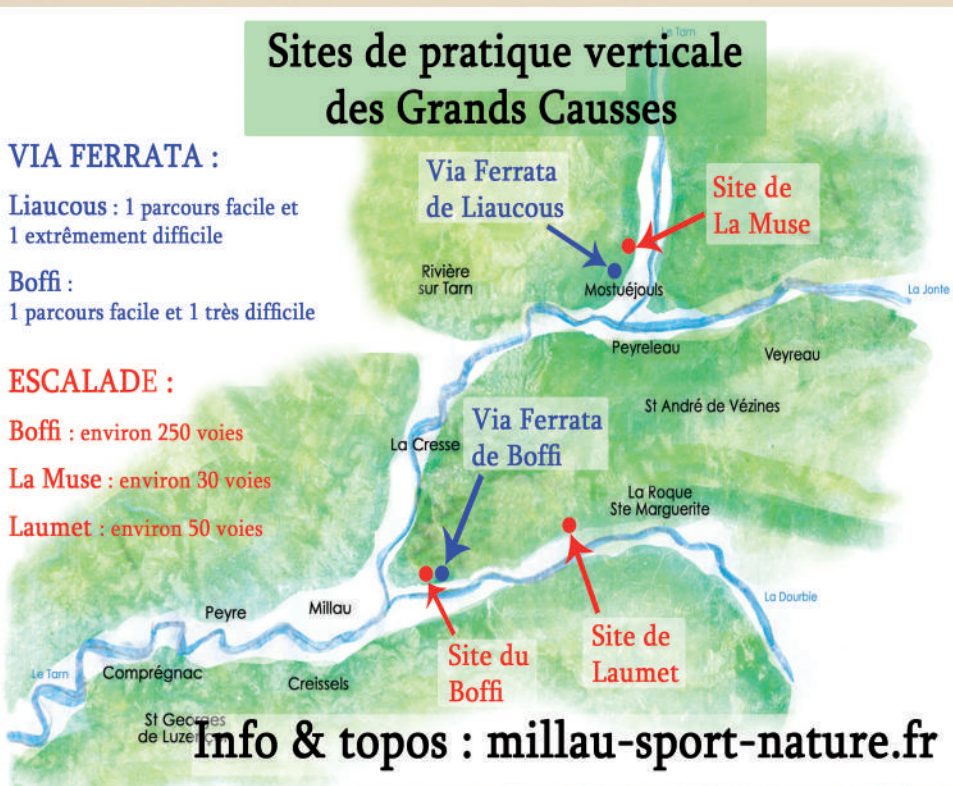 Le Tarn
Sites de pratique verticale
des Grands Causses
VIA FERRATA :
Liaucous : 1 parcours facile et
1 extrêmement difficile
Boffi :
1 parcours facile et 1 très difficile
ESCALADE :
Boffi : environ 250 voies
La Muse : environ 30 voies
Laumet : environ 50 voies
Via Ferrata
de Liaucous
Site de
La Muse
Rivière
sur Tarn
Mostuéjouls
La Jonte
Peyreleau
Veyreau
St André de Vézines
La Cresse
Via Ferrata
de Boffi
La Roque
Ste Marguerite
La Dourbie
Peyre
Millau
Site du
Boffi
Site de
Laumet
Le Tarn
Comprégnac
Creissels
St Georges
de Luzençon
Info & topos : millau-sport-nature.fr